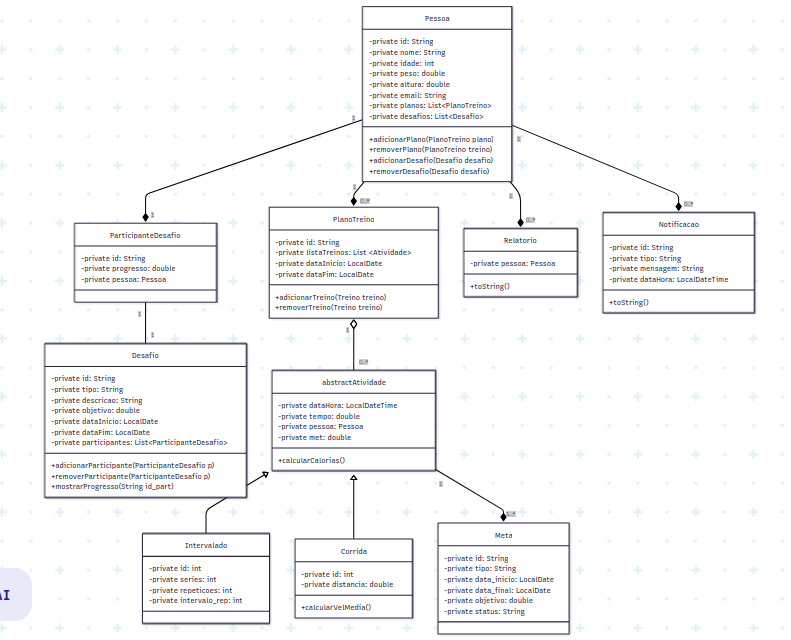 Pessoa
-private id: String
-private nome: String
-private idade: int
-private peso: double
-private altura: double
-private email: String
-private planos: List<PlanoTreino>
-private desafios: List<Desafio>
+adicionarPlano(PlanoTreino plano)
+removerPlano(PlanoTreino treino)
+adicionarDesafio(Desafio desafio)
+removerDesafio(Desafio desafio)
ParticipanteDesafio
-private id: String
-private progresso: double
-private pessoa: Pessoa
PlanoTreino
-private id: String
-private listaTreinos: List <Atividade>
-private dataInicio: LocalDate
-private dataFim: LocalDate
+adicionarTreino(Treino treino)
+removerTreino(Treino treino)
Relatorio
-private pessoa: Pessoa
+toString()
Notificacao
-private id: String
-private tipo: String
-private mensagem: String
-private dataHora: LocalDateTime
+toString()
Desafio
-private id: String
-private tipo: String
-private descricao: String
-private objetivo: double
-private dataInicio: LocalDate
-private dataFim: LocalDate
-private participantes: List<ParticipanteDesafio>
+adicionarParticipante(ParticipanteDesafio p)
+removerParticipante(ParticipanteDesafio p)
+mostrarProgresso(String id_part)
abstractAtividade
-private dataHora: LocalDateTime
-private tempo: double
-private pessoa: Pessoa
-private met: double
+calcularCalorias()
Intervalado
-private id: int
-private series: int
-private repeticoes: int
-private intervalo_rep: int
Corrida
-private id: int
-private distancia: double
+calcularVelMedia()
Meta
-private id: String
-private tipo: String
-private data_inicio: LocalDate
-private data_final: LocalDate
-private objetivo: double
-private status: String
AI